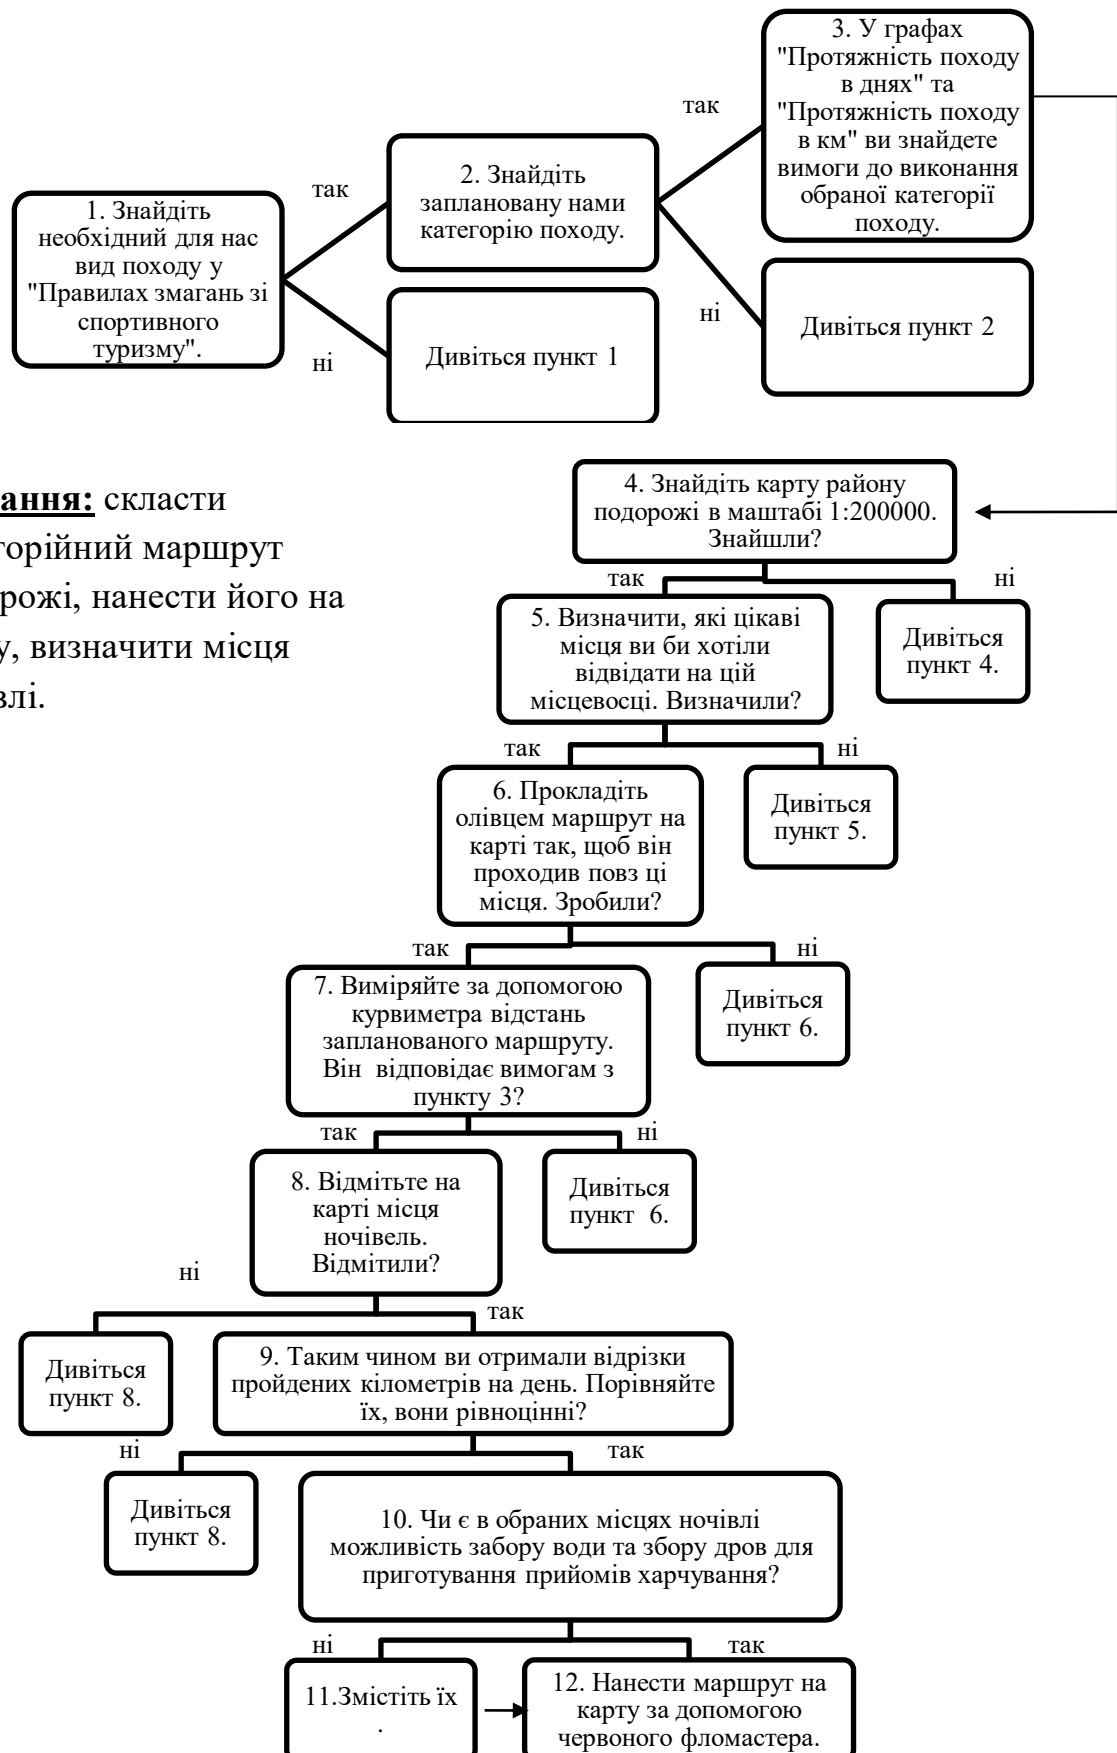 3. У графах
"Протяжність походу
в днях" та
"Протяжність походу
в км" ви знайдете
вимоги до виконання
обраної категорії
походу.
так
2. Знайдіть
заплановану нами
категорію походу.
так
1. Знайдіть
необхідний для нас
вид походу у
"Правилах змагань зі
спортивного
туризму".
ні
Дивіться пункт 2
ні
Дивіться пункт 1
ання: скласти
горійний маршрут
рожі, нанести його на
у, визначити місця
влі.
4. Знайдіть карту району
подорожі в маштабі 1:200000.
Знайшли?
так
ні
5. Визначити, які цікаві
місця ви би хотіли
відвідати на цій
місцевосці. Визначили?
Дивіться
пункт 4.
так
ні
6. Прокладіть
олівцем маршрут на
карті так, щоб він
проходив повз ці
місця. Зробили?
Дивіться
пункт 5.
так
ні
7. Виміряйте за допомогою
курвиметра відстань
запланованого маршруту.
Він відповідає вимогам з
пункту 3?
Дивіться
пункт 6.
так
ні
8. Відмітьте на
карті місця
ночівель.
Відмітили?
Дивіться
пункт 6.
ні
так
Дивіться
пункт 8.
9. Таким чином ви отримали відрізки
пройдених кілометрів на день. Порівняйте
їх, вони рівноцінні?
ні
так
Дивіться
пункт 8.
10. Чи є в обраних місцях ночівлі
можливість забору води та збору дров для
приготування прийомів харчування?
ні
так
11.Змістіть їх
.
12. Нанести маршрут на
карту за допомогою
червоного фломастера.